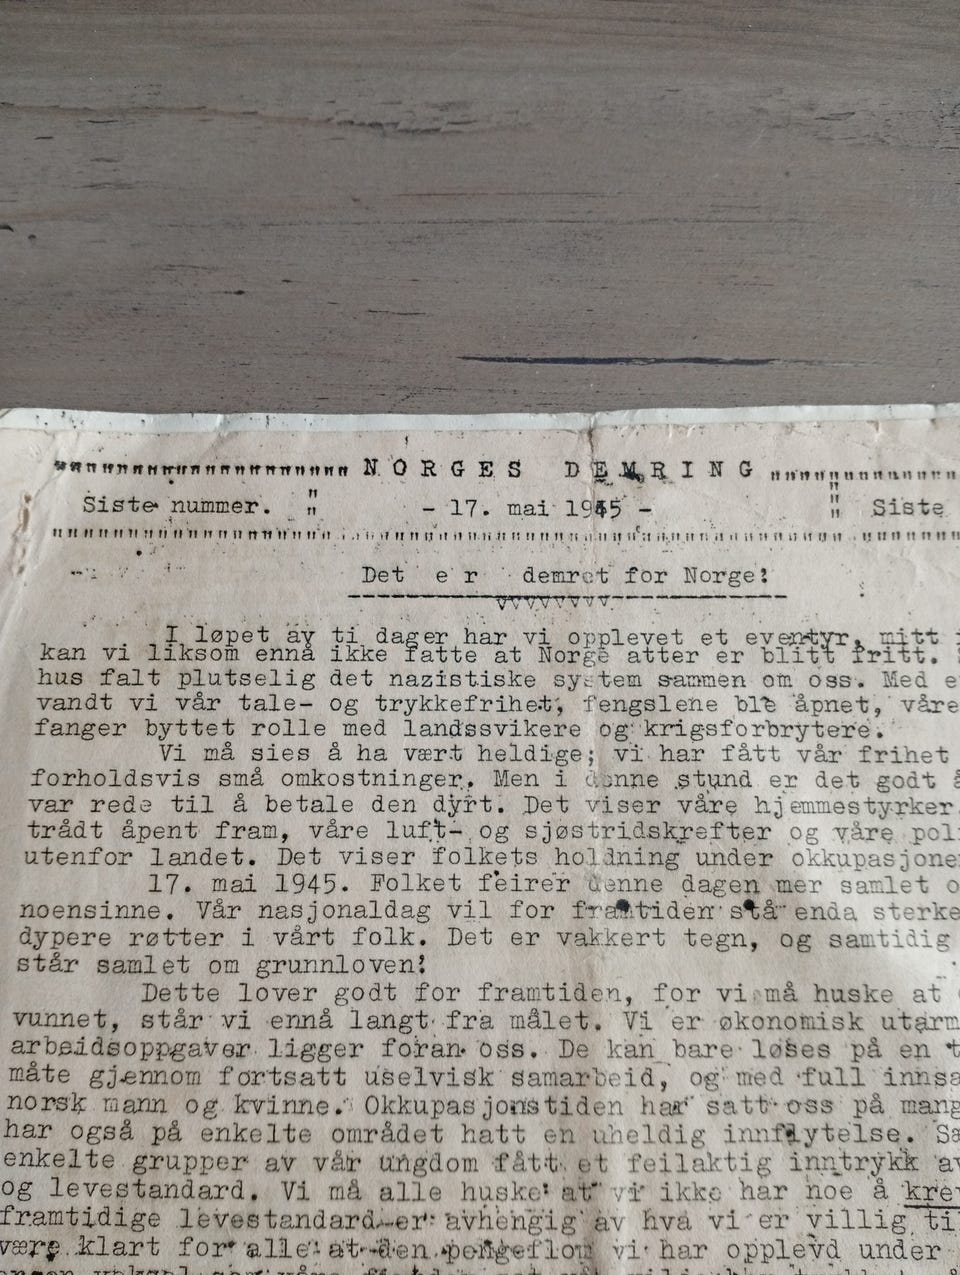 NORGES DEMRING
Siste nummer. " - 17. mai 1945 - " Siste
Det er demret for Norge!
I løpet av ti dager har vi opplevet et eventyr, mitt
kan vi liksom ennå ikke fatte at Norge atter er blitt fritt.
hus falt plutselig det nazistiske system sammen om oss. Med e
vandt vi vår tale- og trykkefrihet, fengslene ble åpnet, våre
fanger byttet rolle med landssvikere og krigsforbrytere.
Vi må sies å ha vært heldige; vi har fått vår frihet
forholdsvis små omkostninger. Men i denne stund er det godt å
var rede til å betale den dyrt. Det viser våre hjemmestyrker
trådt åpent fram, våre luft- og sjøstridskrefter og våre pol
utenfor landet. Det viser folkets holdning under okkupasjone
17. mai 1945. Folket feirer denne dagen mer samlet o
noensinne. Vår nasjonaldag vil for framtiden stå enda sterke
dypere røtter i vårt folk. Det er vakkert tegn, og samtidig
står samlet om grunnloven!
Dette lover godt for framtiden, for vi må huske at
vunnet, står vi ennå langt fra målet. Vi er økonomisk utarm
arbeidsoppgaver ligger foran oss. De kan bare løses på en t
måte gjennom fortsatt uselvisk samarbeid, og med full innsa
norsk mann og kvinne. Okkupasjonstiden har satt oss på mang
har også på enkelte området hatt en uheldig innflytelse. Sæ
enkelte grupper av vår ungdom fått et feilaktig inntrykk av
og levestandard. Vi må alle huske at vi ikke har noe å kre
framtidige levestandard er avhengig av hva vi er villig ti
være klart for alle at den pengeflom vi har opplevd under